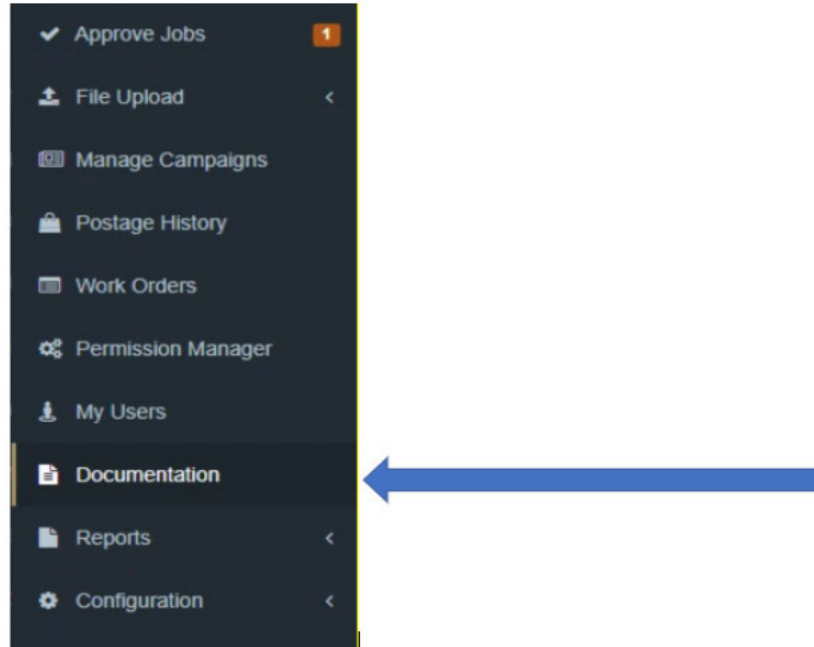 Approve Jobs 1
File Upload
Manage Campaigns
Postage History
Work Orders
Permission Manager
My Users
Documentation
Reports
Configuration